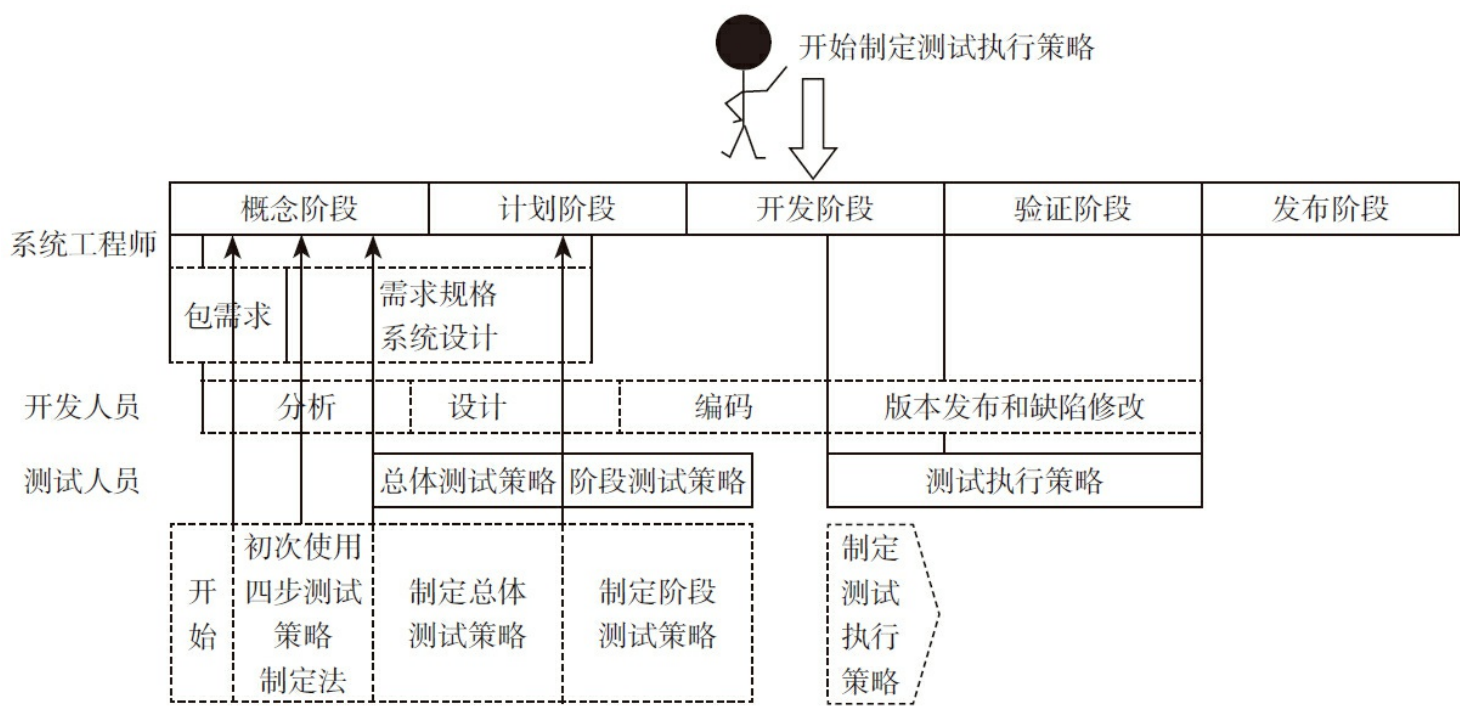 开始制定测试执行策略
概念阶段
计划阶段
开发阶段
验证阶段
发布阶段
系统工程师
包需求
需求规格
系统设计
开发人员
分析
设计
编码
版本发布和缺陷修改
测试人员
总体测试策略
阶段测试策略
测试执行策略
开
始
初次使用
四步测试
策略
制定法
制定总体
测试策略
制定阶段
测试策略
制定
测试
执行
策略